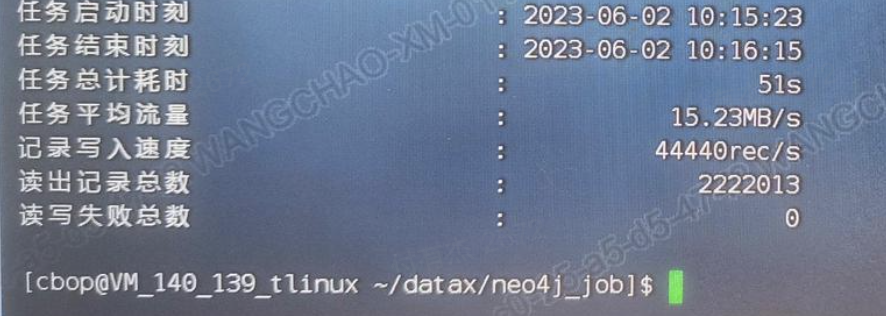 任务启动时刻 : 2023-06-02 10:15:23
任务结束时刻 : 2023-06-02 10:16:15
任务总计耗时 : 51s
任务平均流量 : 15.23MB/s
记录写入速度 : 44440rec/s
读出记录总数 : 2222013
读写失败总数 : 0
[cbop@VM_140_139_tlinux ~/datax/neo4j_job]$
WANGCHAO-XM-01
WANGCH